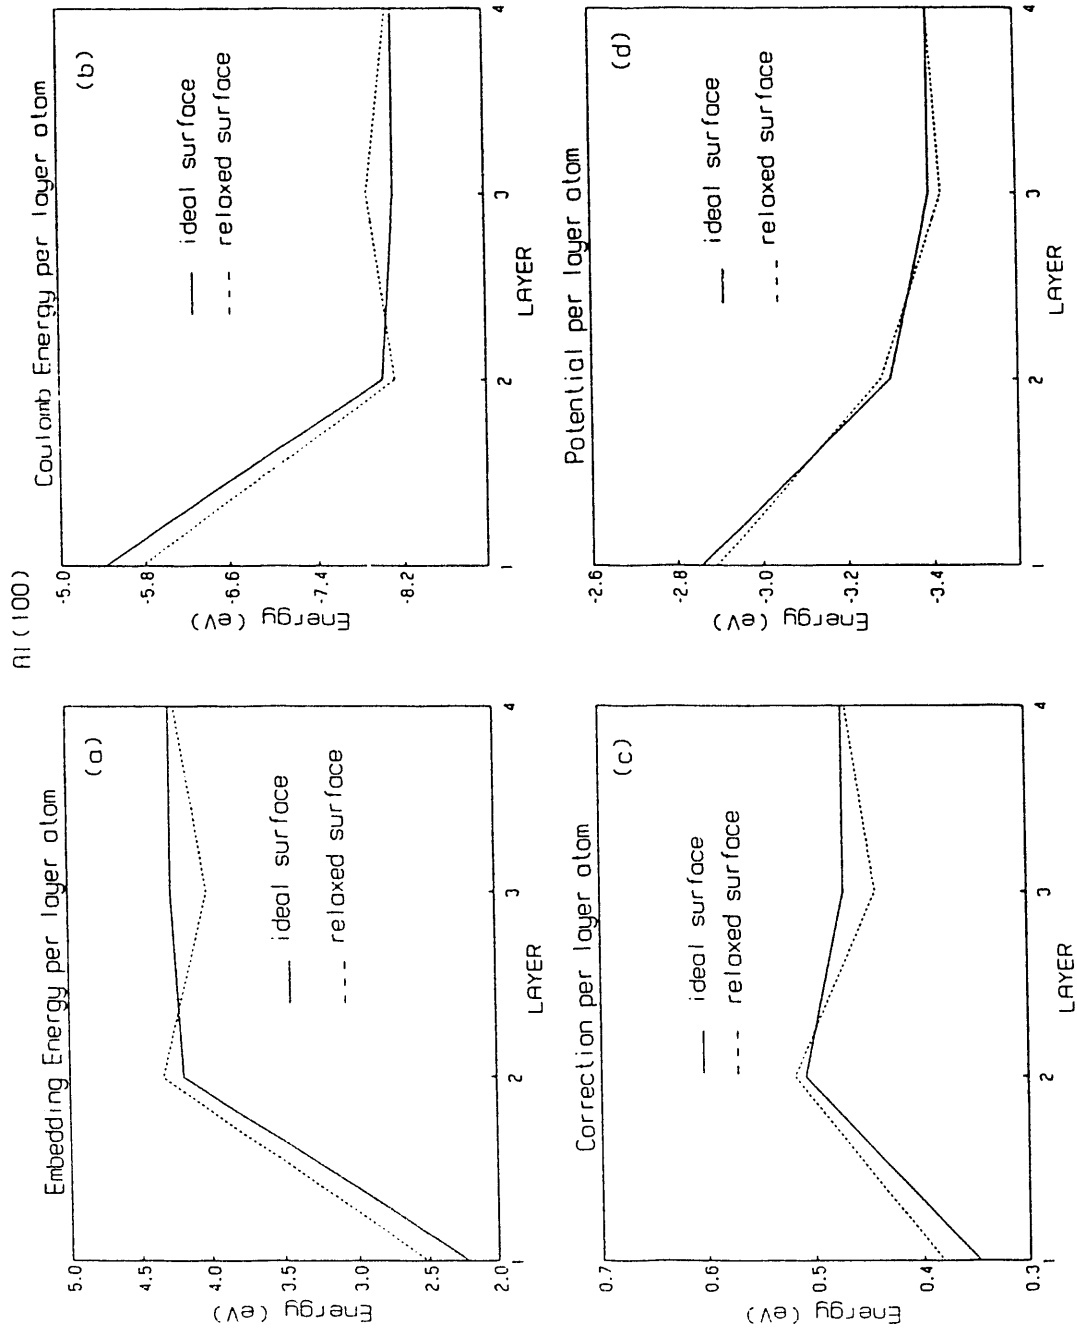 Al(100)
Embedding Energy per layer atom
(a)
5.0
4.5
4.0
3.5
3.0
2.5
2.0
Energy (eV)
ideal surface
relaxed surface
1
2
3
4
LAYER
Coulomb Energy per layer atom
(b)
-5.0
-5.8
-6.6
-7.4
-8.2
Energy (eV)
ideal surface
relaxed surface
1
2
3
4
LAYER
Correction per layer atom
(c)
0.7
0.6
0.5
0.4
0.3
Energy (eV)
ideal surface
relaxed surface
1
2
3
4
LAYER
Potential per layer atom
(d)
-2.6
-2.8
-3.0
-3.2
-3.4
Energy (eV)
ideal surface
relaxed surface
1
2
3
4
LAYER